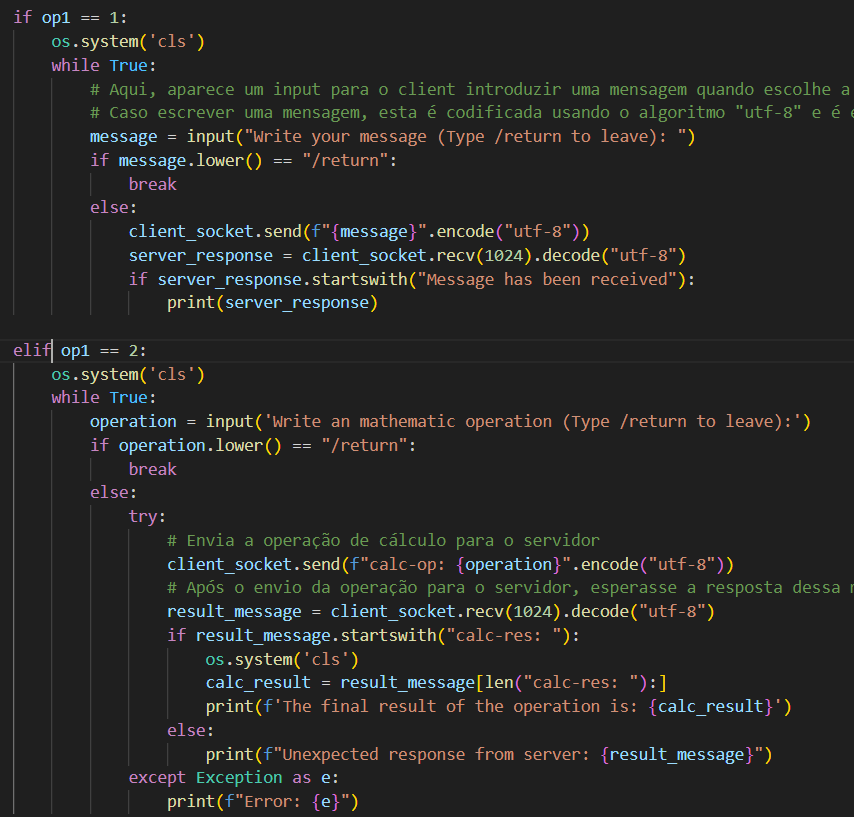 if op1 == 1:
    os.system('cls')
    while True:
        # Aqui, aparece um input para o client introduzir uma mensagem quando escolhe a
        # Caso escrever uma mensagem, esta é codificada usando o algoritmo "utf-8" e é
        message = input("Write your message (Type /return to leave): ")
        if message.lower() == "/return":
            break
        else:
            client_socket.send(f"{message}".encode("utf-8"))
            server_response = client_socket.recv(1024).decode("utf-8")
            if server_response.startswith("Message has been received"):
                print(server_response)
elif op1 == 2:
    os.system('cls')
    while True:
        operation = input('Write an mathematic operation (Type /return to leave):')
        if operation.lower() == "/return":
            break
        else:
            try:
                # Envia a operação de cálculo para o servidor
                client_socket.send(f"calc-op: {operation}".encode("utf-8"))
                # Após o envio da operação para o servidor, esperasse a resposta dessa
                result_message = client_socket.recv(1024).decode("utf-8")
                if result_message.startswith("calc-res: "):
                    os.system('cls')
                    calc_result = result_message[len("calc-res: "):]
                    print(f'The final result of the operation is: {calc_result}')
                else:
                    print(f"Unexpected response from server: {result_message}")
            except Exception as e:
                print(f"Error: {e}")